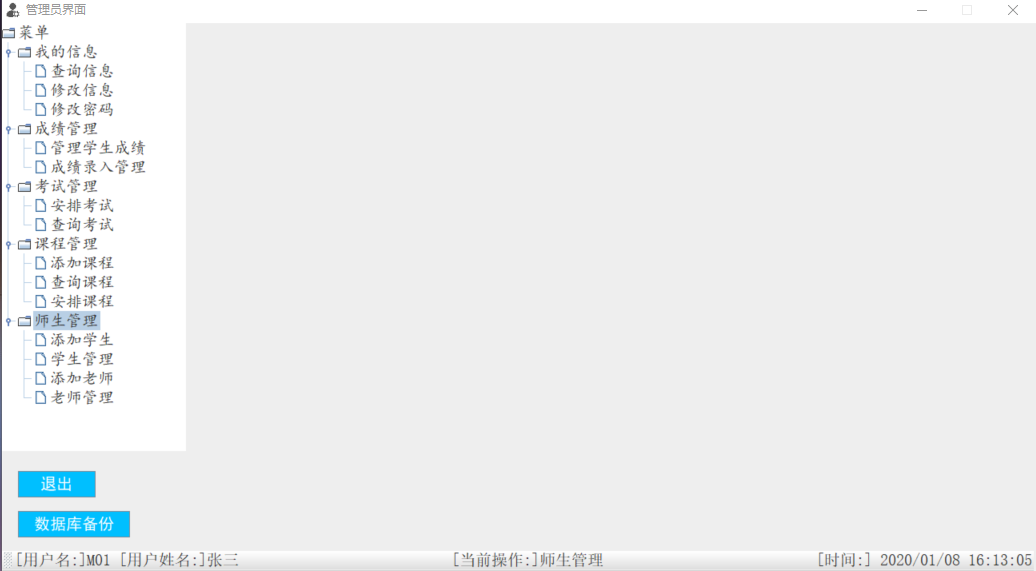 管理员界面
菜单
我的信息
查询信息
修改信息
修改密码
成绩管理
管理学生成绩
成绩录入管理
考试管理
安排考试
查询考试
课程管理
添加课程
查询课程
安排课程
师生管理
添加学生
学生管理
添加老师
老师管理
退出
数据库备份
[用户名:]M01 [用户姓名:]张三 [当前操作:]师生管理 [时间:] 2020/01/08 16:13:05